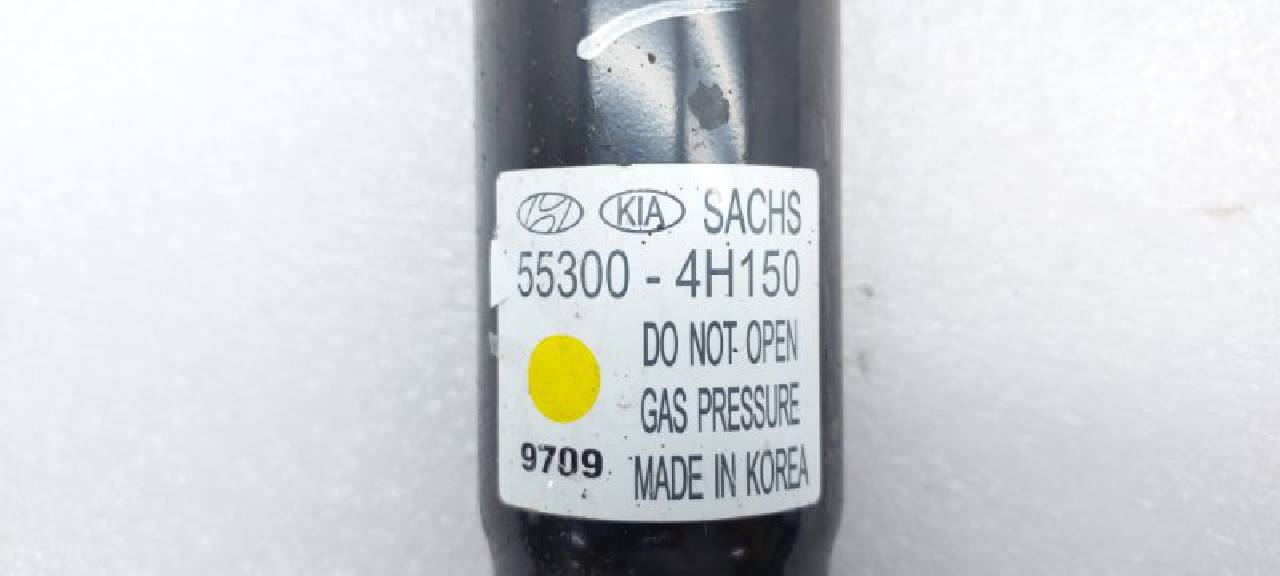 KIA SACHS
55300 - 4H150
DO NOT OPEN
GAS PRESSURE
9709 MADE IN KOREA